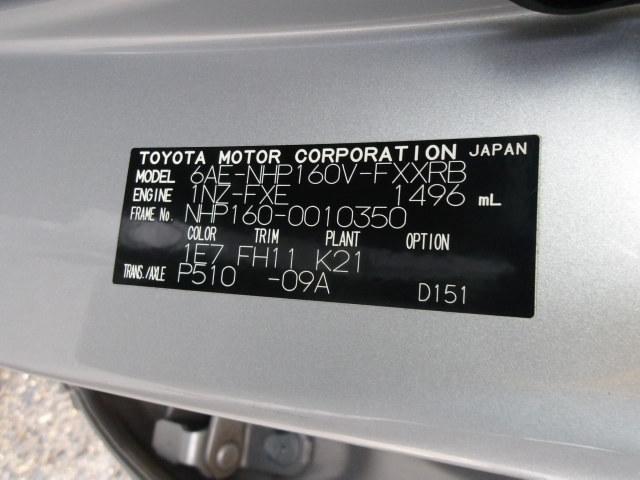 TOYOTA MOTOR CORPORATION JAPAN
MODEL 6AE-NHP160V-FXXRB
ENGINE 1NZ-FXE 1496 mL
FRAME No. NHP160-0010350
COLOR TRIM PLANT OPTION
1E7 FH11 K21
TRANS./AXLE P510 -09A
D151